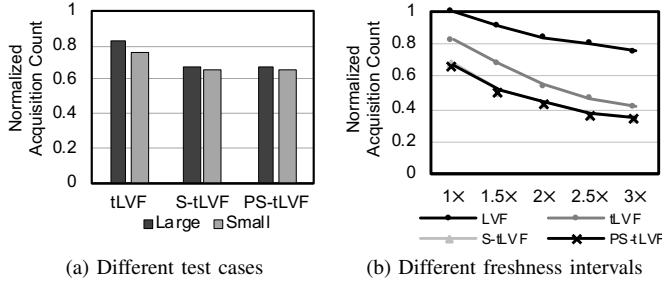 Normalized
Acquisition Count
1
0.8
0.6
0.4
0.2
0
tLVF
S-tLVF
PS-tLVF
Large
Small
(a) Different test cases
Normalized
Acquisition Count
1
0.8
0.6
0.4
0.2
0
1×
1.5×
2×
2.5×
3×
LVF
tLVF
S-tLVF
PS-tLVF
(b) Different freshness intervals